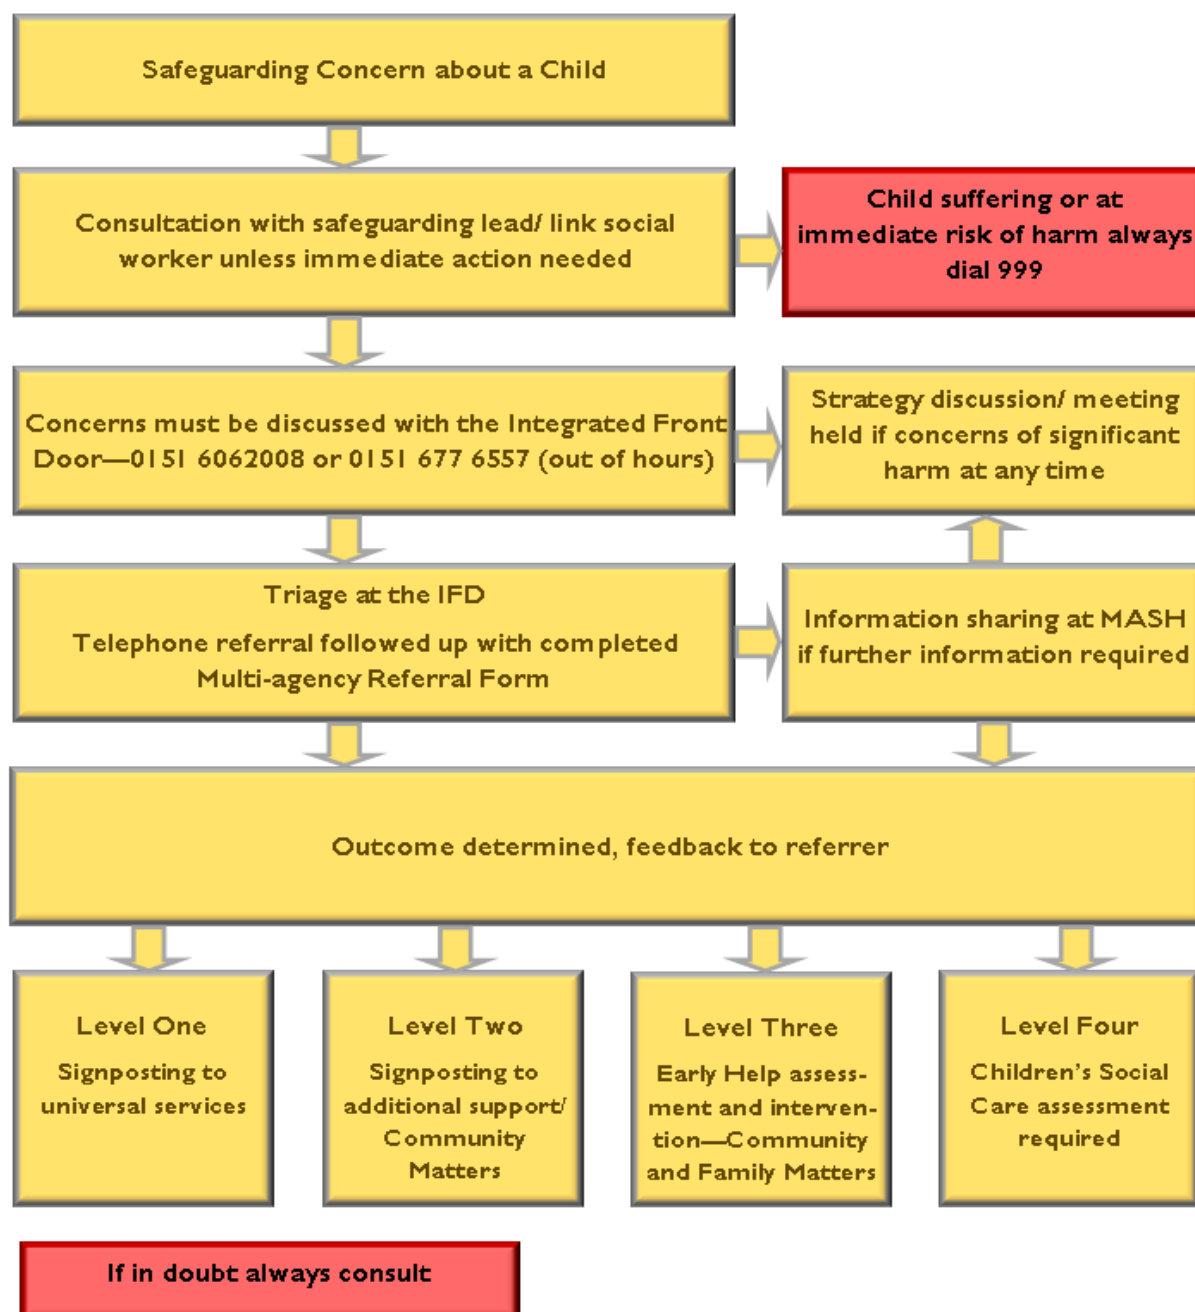 Safeguarding Concern about a Child
Consultation with safeguarding lead/ link social
worker unless immediate action needed
Child suffering or at
immediate risk of harm always
dial 999
Concerns must be discussed with the Integrated Front
Door—0151 6062008 or 0151 677 6557 (out of hours)
Strategy discussion/ meeting
held if concerns of significant
harm at any time
Triage at the IFD
Telephone referral followed up with completed
Multi-agency Referral Form
Information sharing at MASH
if further information required
Outcome determined, feedback to referrer
Level One
Signposting to
universal services
Level Two
Signposting to
additional support/
Community
Matters
Level Three
Early Help assess-
ment and interven-
tion—Community
and Family Matters
Level Four
Children’s Social
Care assessment
required
If in doubt always consult